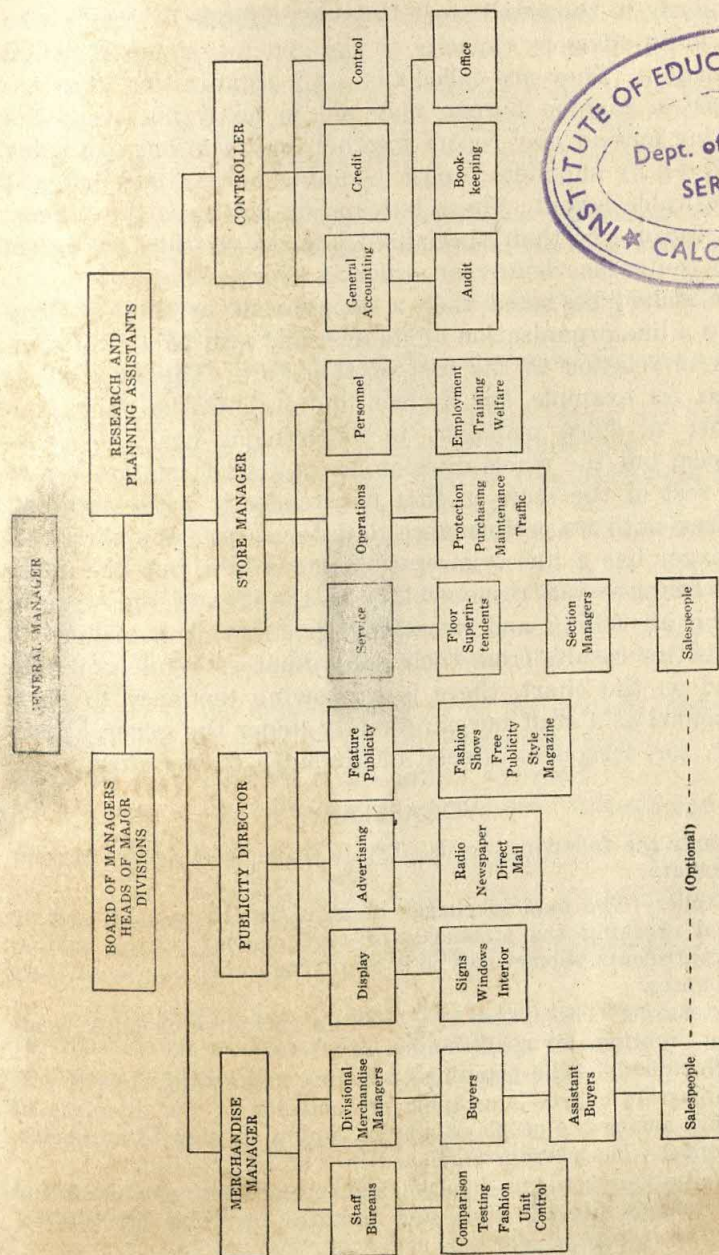 GENERAL MANAGER
BOARD OF MANAGERS
HEADS OF MAJOR
DIVISIONS
RESEARCH AND
PLANNING ASSISTANTS
MERCHANDISE
MANAGER
PUBLICITY DIRECTOR
STORE MANAGER
CONTROLLER
Staff
Bureaus
Divisional
Merchandise
Managers
Display
Advertising
Feature
Publicity
Service
Operations
Personnel
General
Accounting
Credit
Control
Comparison
Testing
Fashion
Unit
Control
Buyers
Signs
Windows
Interior
Radio
Newspaper
Direct
Mail
Fashion
Shows
Free
Publicity
Style
Magazine
Floor
Superin-
tendents
Protection
Purchasing
Maintenance
Traffic
Employment
Training
Welfare
Audit
Book-
keeping
Office
Assistant
Buyers
Section
Managers
Salespeople
(Optional)
Salespeople
INSTITUTE OF EDUC
Dept. of
SER
CALC